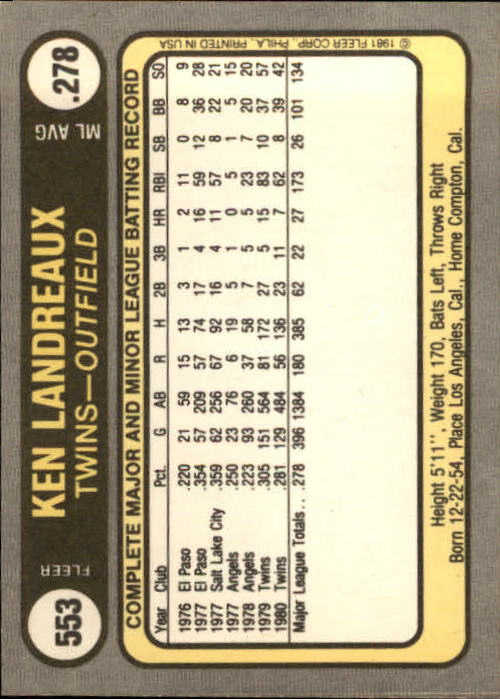 553
FLEER
KEN LANDREAUX
TWINS—OUTFIELD
ML AVG
.278
COMPLETE MAJOR AND MINOR LEAGUE BATTING RECORD
Year Club Pct. G AB R H 2B 3B HR RBI SB BB SO
1976 El Paso .220 21 59 15 13 3 1 2 11 0 8 9
1977 El Paso .354 57 209 57 74 17 4 16 59 12 36 28
1977 Salt Lake City .359 62 256 67 92 16 4 11 57 8 22 21
1977 Angels .250 23 76 6 19 5 1 0 5 1 5 15
1978 Angels .223 93 260 37 58 7 5 5 23 7 20 20
1979 Twins .305 151 564 81 172 27 5 15 83 10 37 57
1980 Twins .281 129 484 56 136 23 11 7 62 8 39 42
Major League Totals . . .278 396 1384 180 385 62 22 27 173 26 101 134
Height 5'11", Weight 170, Bats Left, Throws Right
Born 12-22-54, Place Los Angeles, Cal., Home Compton, Cal.
© 1981 FLEER CORP., PHILA., PRINTED IN USA